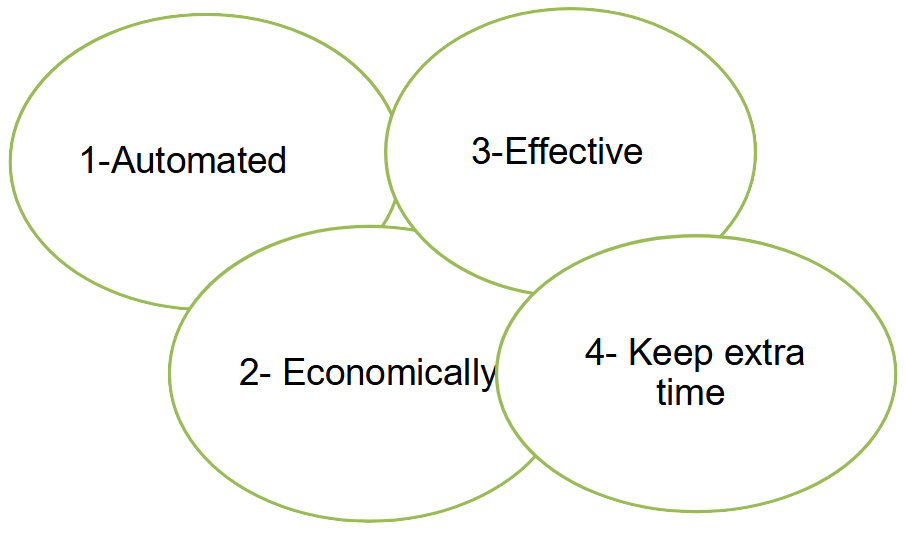 1-Automated
2- Economically
3-Effective
4- Keep extra
time